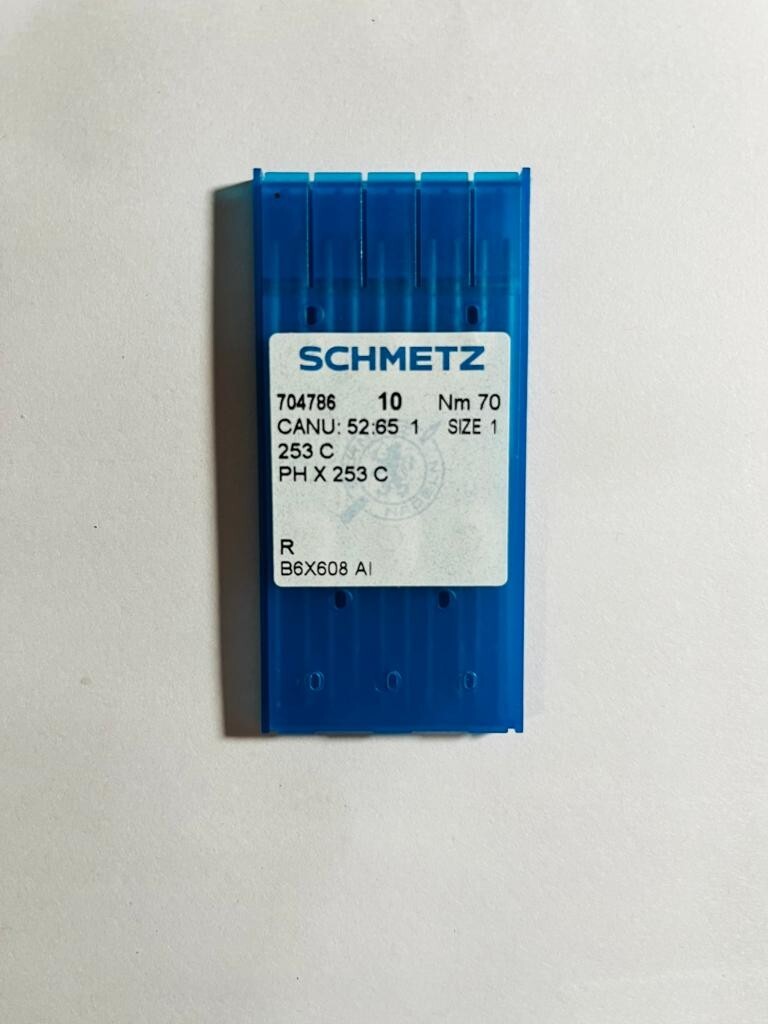 SCHMETZ
704786 10 Nm 70
CANU: 52:65 1 SIZE 1
253 C
PH X 253 C
R
B6X608 AI